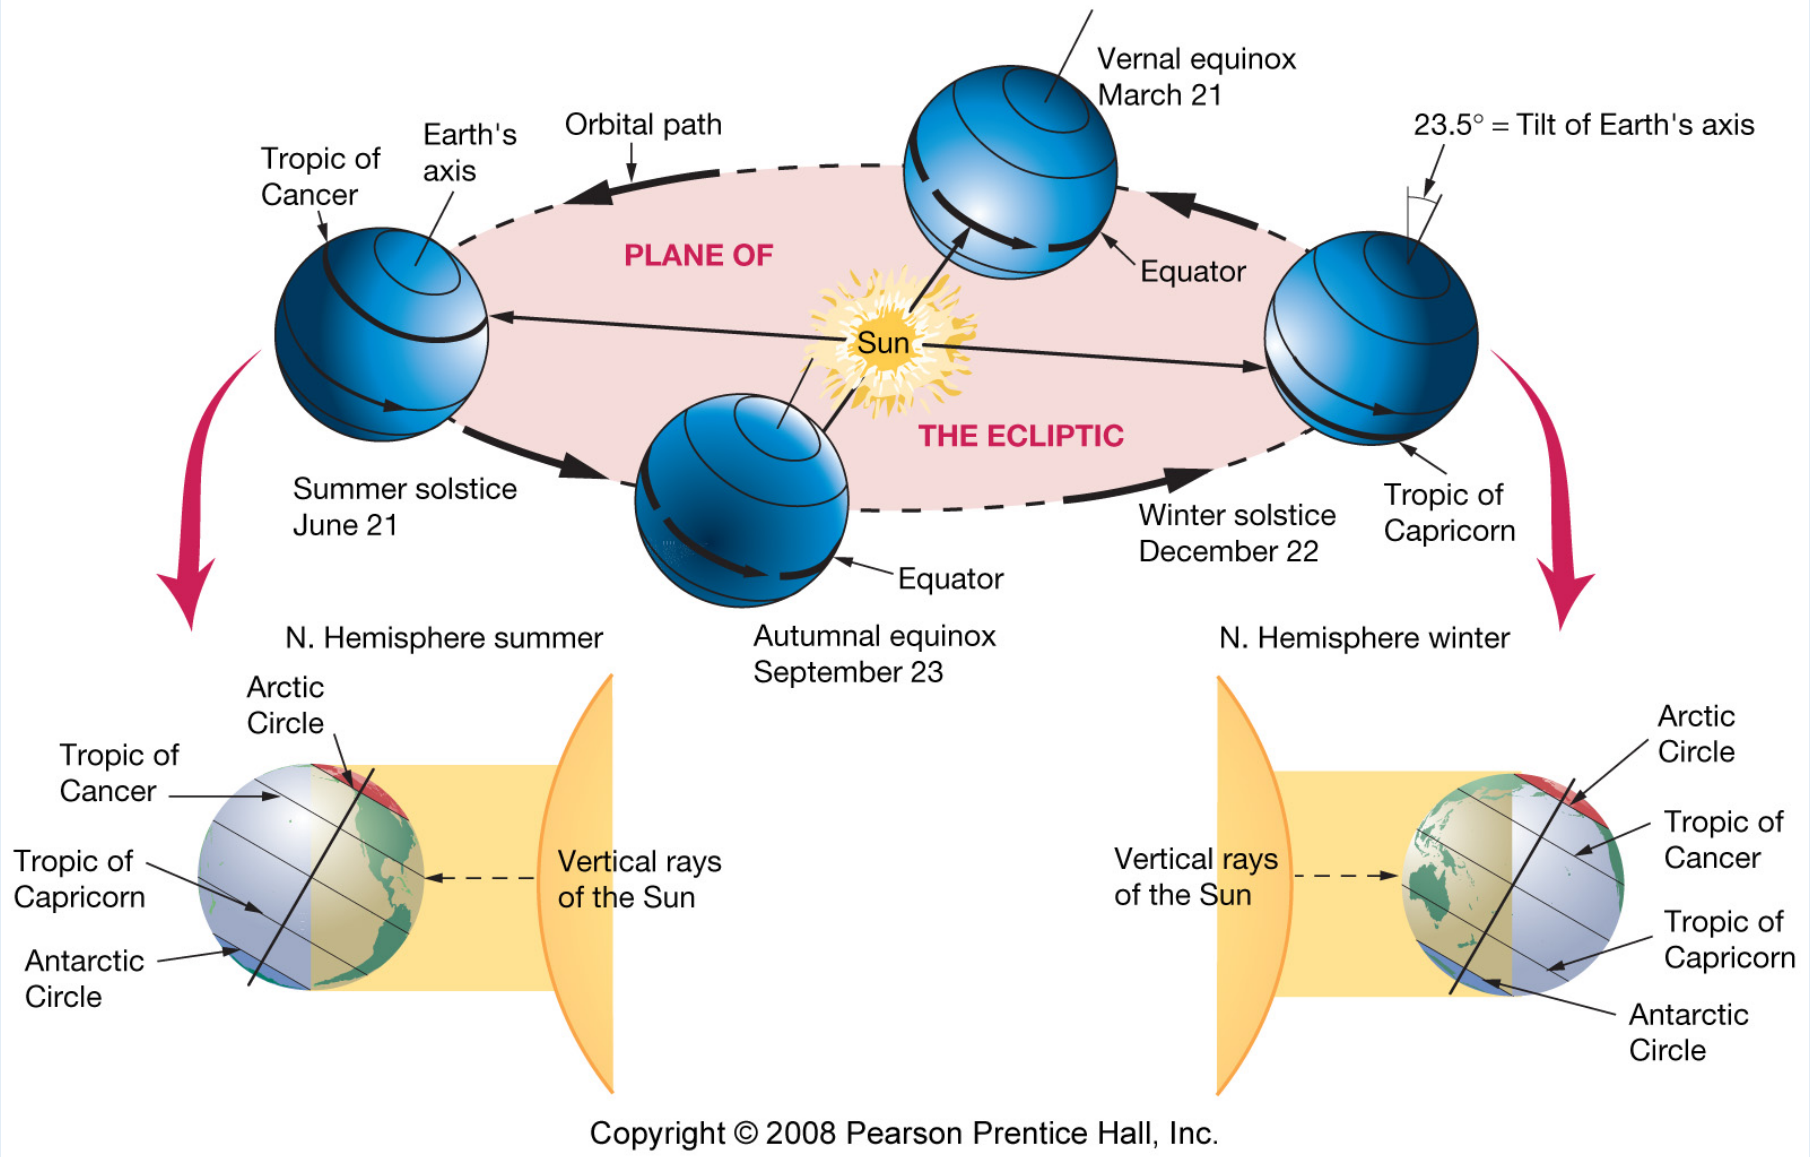 Vernal equinox
March 21
23.5° = Tilt of Earth's axis
Orbital path
Earth's
axis
Tropic of
Cancer
PLANE OF
Equator
Sun
THE ECLIPTIC
Summer solstice
June 21
Winter solstice
December 22
Tropic of
Capricorn
Equator
Autumnal equinox
September 23
N. Hemisphere summer
N. Hemisphere winter
Arctic
Circle
Tropic of
Cancer
Tropic of
Capricorn
Antarctic
Circle
Vertical rays
of the Sun
Vertical rays
of the Sun
Arctic
Circle
Tropic of
Cancer
Tropic of
Capricorn
Antarctic
Circle
Copyright © 2008 Pearson Prentice Hall, Inc.